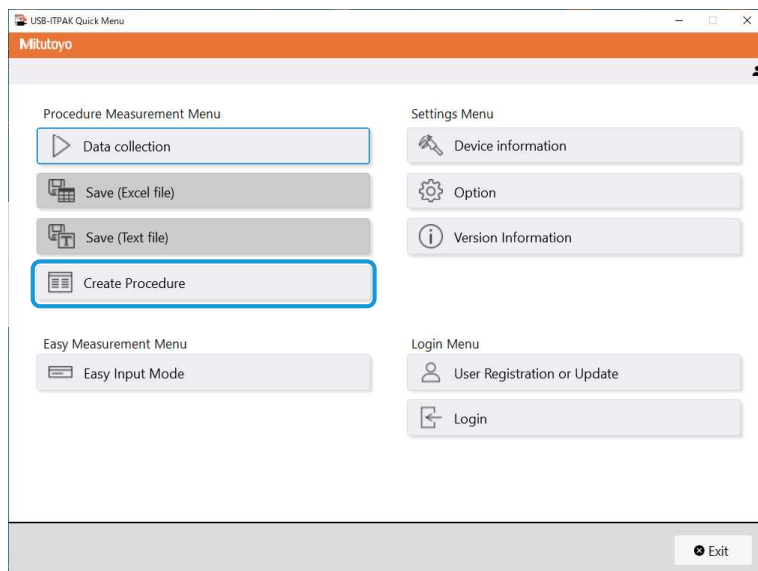 USB-ITPAK Quick Menu
Mitutoyo
Procedure Measurement Menu
Data collection
Save (Excel file)
Save (Text file)
Create Procedure
Easy Measurement Menu
Easy Input Mode
Settings Menu
Device information
Option
Version Information
Login Menu
User Registration or Update
Login
Exit